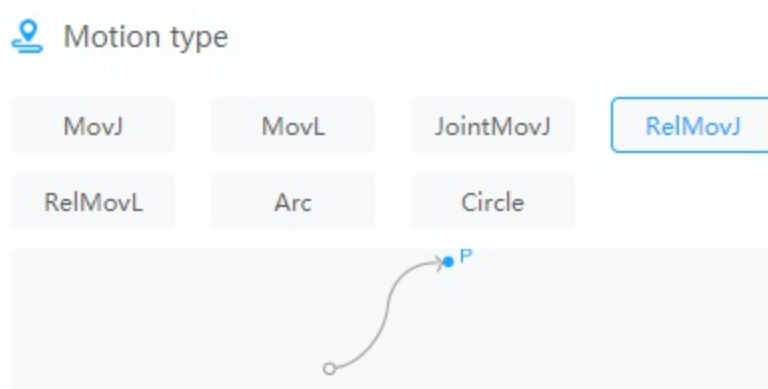 Motion type
MovJ MovL JointMovJ RelMovJ
RelMovL Arc Circle
P